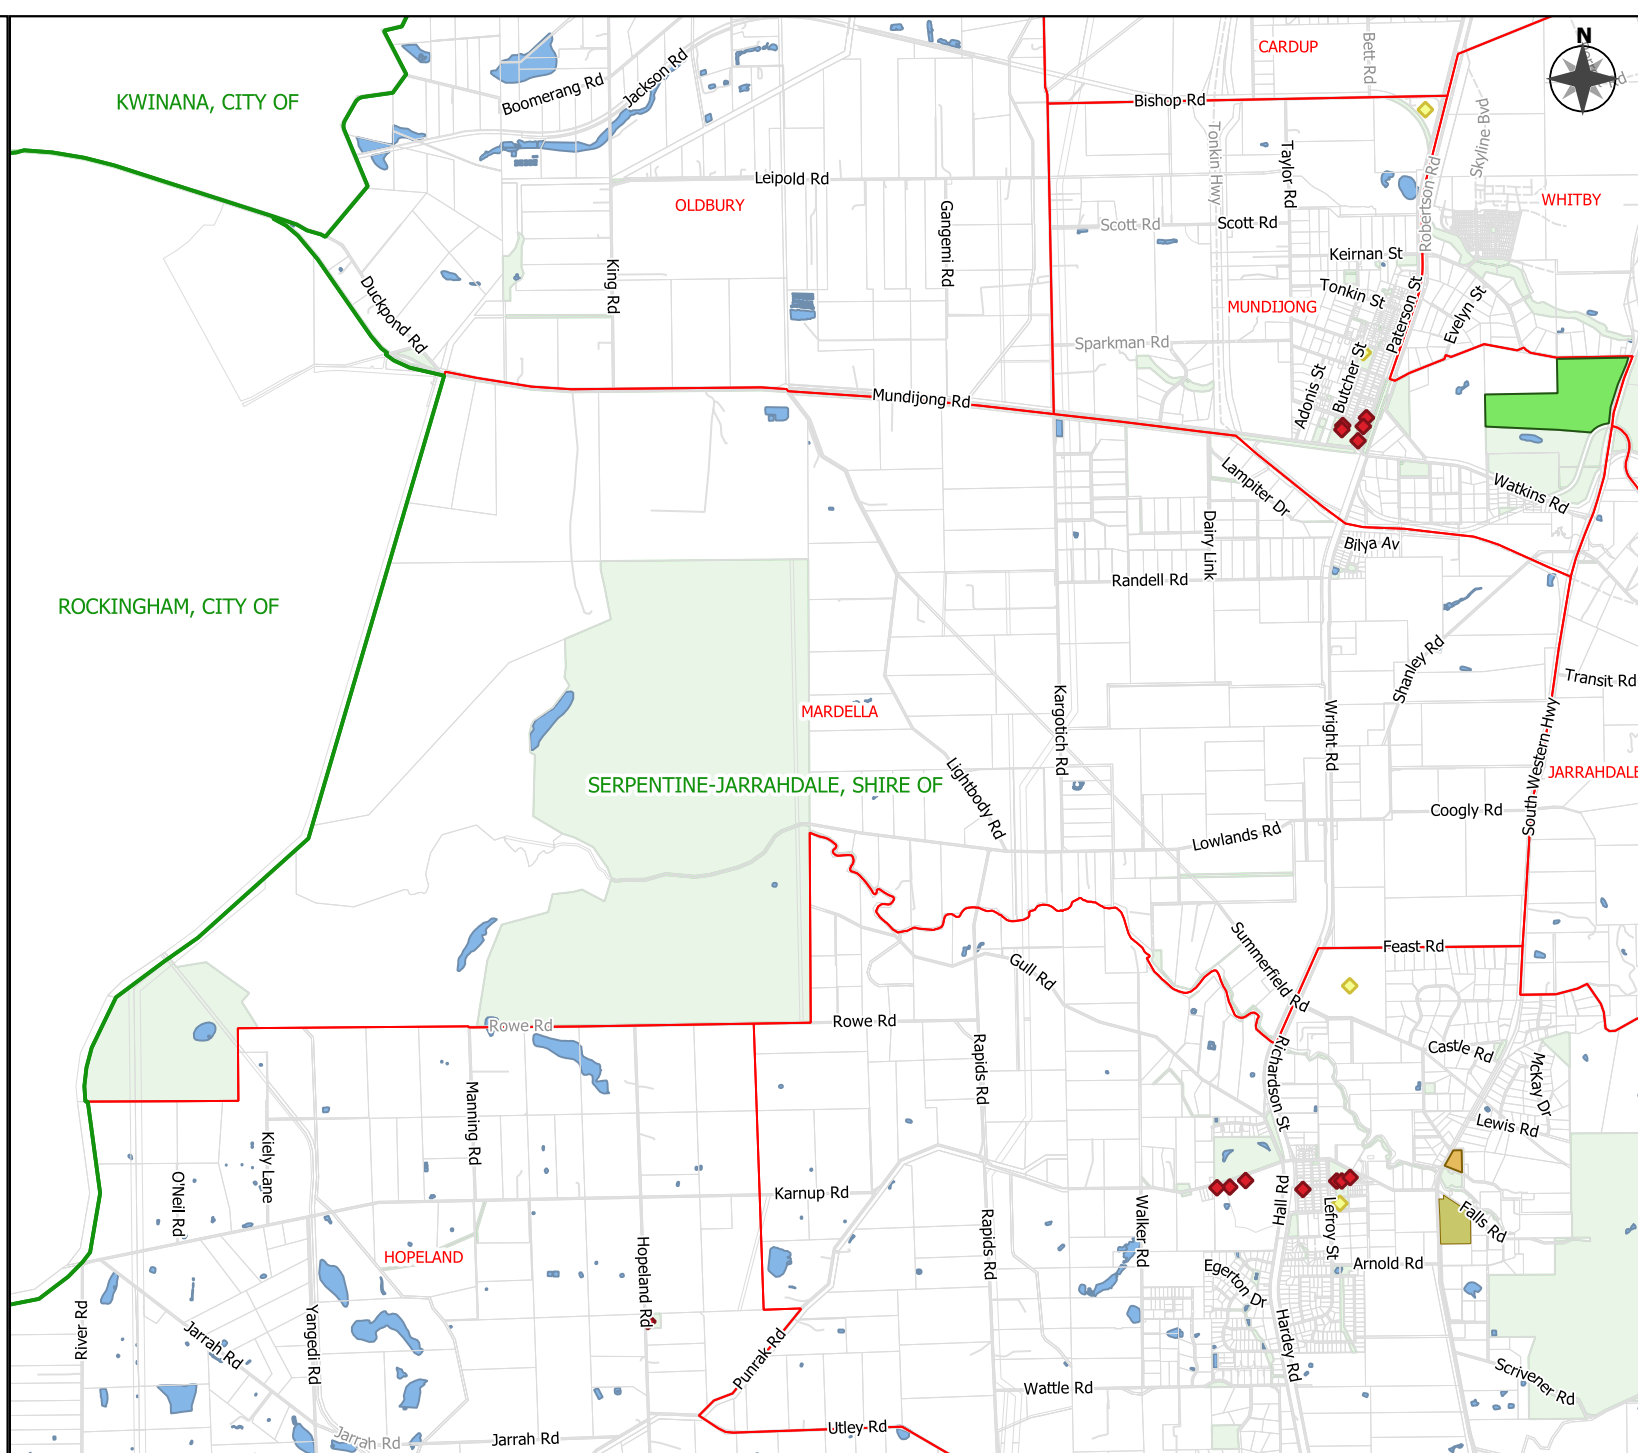 N
CARDUP
Bett Rd
KWINANA, CITY OF
Boomerang Rd
Jackson Rd
Bishop Rd
Skyline Bvd
Tonkin Hwy
Taylor Rd
Robertson Rd
Leipold Rd
OLDBURY
WHITBY
Gangemi Rd
Scott Rd
Scott Rd
Keirnan St
King Rd
Duckpond Rd
Tonkin St
MUNDIJONG
Paterson St
Evelyn St
Sparkman Rd
Adonis St
Butcher St
Mundijong Rd
Lampiter Dr
Watkins Rd
Dairy Link
Bilya Av
Randell Rd
ROCKINGHAM, CITY OF
Shanley Rd
Transit Rd
MARDELLA
Kargotich Rd
Wright Rd
South Western Hwy
JARRAHDALE
SERPENTINE-JARRAHDALE, SHIRE OF
Lightbody Rd
Coogly Rd
Lowlands Rd
Summerfield Rd
Feast Rd
Gull Rd
Rowe Rd
Rowe Rd
Rapids Rd
Richardson St
Castle Rd
McKay Dr
Manning Rd
Lewis Rd
Kiely Lane
O'Neil Rd
Karnup Rd
Hall Rd
Lefroy St
Falls Rd
Walker Rd
Rapids Rd
HOPELAND
Hopeland Rd
Arnold Rd
Egerton Dr
River Rd
Jarrah Rd
Yangedi Rd
Punrak Rd
Hardey Rd
Scrivener Rd
Wattle Rd
Utley Rd
Jarrah Rd
Jarrah Rd